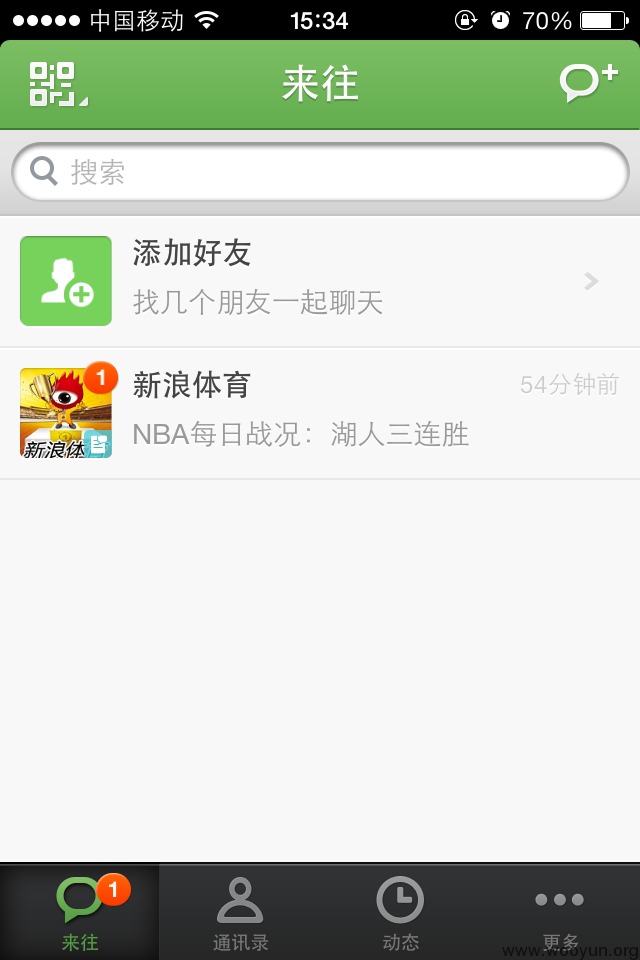 中国移动 15:34 70%
来往
搜索
添加好友
找几个朋友一起聊天
1 新浪体育 54分钟前
新浪体
NBA每日战况：湖人三连胜
1
来往 通讯录 动态 更多
www.wooyun.org